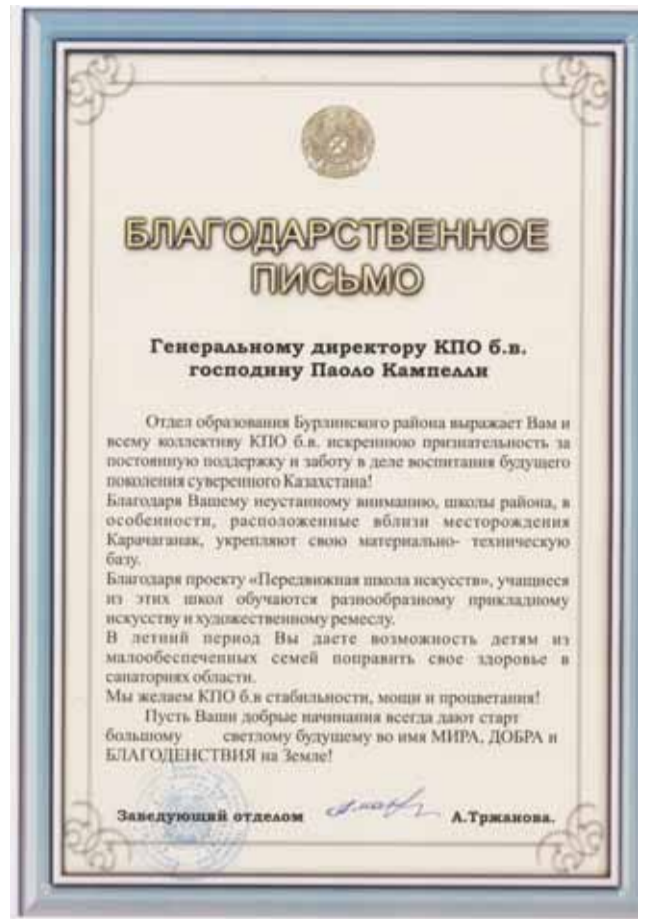 БЛАГОДАРСТВЕННОЕ
ПИСЬМО
Генеральному директору КПО б.в.
господину Паоло Кампелли
Отдел образования Бурлинского района выражает Вам и
всему коллективу КПО б.в. искреннюю признательность за
постоянную поддержку и заботу в деле воспитания будущего
поколения суверенного Казахстана!
Благодаря Вашему неустанному вниманию, школы района, в
особенности, расположенные вблизи месторождения
Карачаганак, укрепляют свою материально- техническую
базу.
Благодаря проекту «Передвижная школа искусств», учащиеся
из этих школ обучаются разнообразному прикладному
искусству и художественному ремеслу.
В летний период Вы даете возможность детям из
малообеспеченных семей поправить свое здоровье в
санаториях области.
Мы желаем КПО б.в стабильности, мощи и процветания!
Пусть Ваши добрые начинания всегда дают старт
большому светлому будущему во имя МИРА, ДОБРА и
БЛАГОДЕНСТВИЯ на Земле!
Заведующий отделом А.Тржанова.